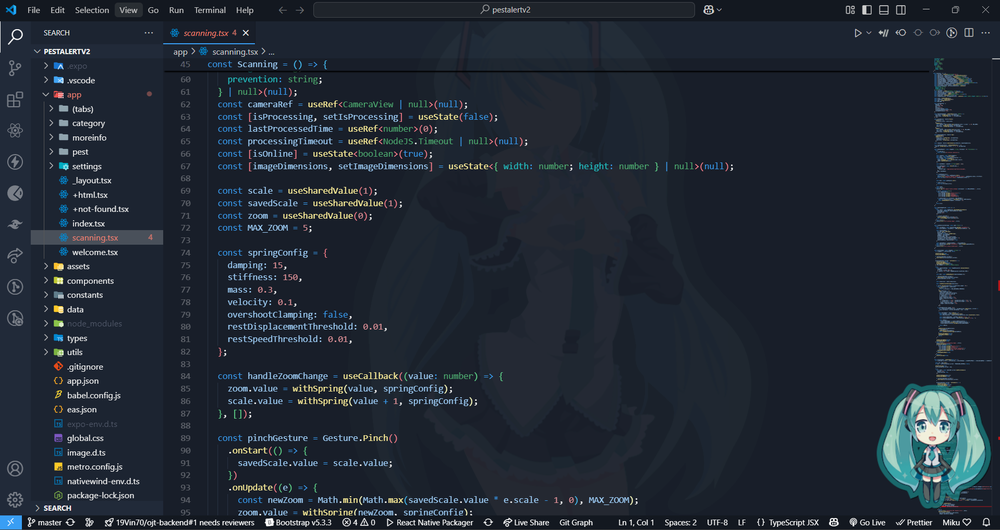 File Edit Selection View Go Run Terminal Help
pestalertv2
SEARCH
PESTALERTV2
.expo
.vscode
app
(tabs)
category
moreinfo
pest
settings
_layout.tsx
+html.tsx
+not-found.tsx
index.tsx
scanning.tsx 4
welcome.tsx
assets
components
constants
data
node_modules
types
utils
.gitignore
app.json
babel.config.js
eas.json
expo-env.d.ts
global.css
image.d.ts
metro.config.js
nativewind-env.d.ts
package-lock.json
SEARCH
scanning.tsx 4
app > scanning.tsx > ...
45 const Scanning = () => {
60 prevention: string;
61 } | null>(null);
62 const cameraRef = useRef<CameraView | null>(null);
63 const [isProcessing, setIsProcessing] = useState(false);
64 const lastProcessedTime = useRef<number>(0);
65 const processingTimeout = useRef<NodeJS.Timeout | null>(null);
66 const [isOnline] = useState<boolean>(true);
67 const [imageDimensions, setImageDimensions] = useState<{ width: number; height: number } | null>(null);
68
69 const scale = useSharedValue(1);
70 const savedScale = useSharedValue(1);
71 const zoom = useSharedValue(0);
72 const MAX_ZOOM = 5;
73
74 const springConfig = {
75 damping: 15,
76 stiffness: 150,
77 mass: 0.3,
78 velocity: 0.1,
79 overshootClamping: false,
80 restDisplacementThreshold: 0.01,
81 restSpeedThreshold: 0.01,
82 };
83
84 const handleZoomChange = useCallback((value: number) => {
85 zoom.value = withSpring(value, springConfig);
86 scale.value = withSpring(value + 1, springConfig);
87 }, []);
88
89 const pinchGesture = Gesture.Pinch()
90 .onStart(() => {
91 savedScale.value = scale.value;
92 })
93 .onUpdate((e) => {
94 const newZoom = Math.min(Math.max(savedScale.value * e.scale - 1, 0), MAX_ZOOM);
95 zoom.value = withSpring(newZoom, springConfig);
master 19Vin70/ojt-backend#1 needs reviewers Bootstrap v5.3.3 4 0 React Native Packager Live Share Git Graph Ln 1, Col 1 Spaces: 2 UTF-8 LF {} TypeScript JSX Go Live Prettier Miku